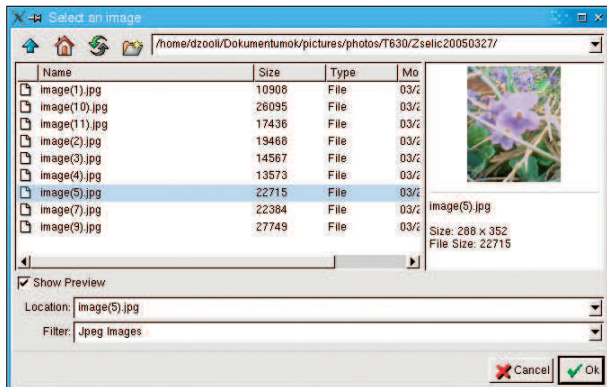 Select an image
/home/dzooli/Dokumentumok/pictures/photos/T630/Zselic20050327/
Name Size Type Mo
image(1).jpg 10908 File 03/2
image(10).jpg 26095 File 03/2
image(11).jpg 17436 File 03/2
image(2).jpg 19468 File 03/2
image(3).jpg 14567 File 03/2
image(4).jpg 13573 File 03/2
image(5).jpg 22715 File 03/2
image(7).jpg 22384 File 03/2
image(9).jpg 27749 File 03/2
image(5).jpg
Size: 288 x 352
File Size: 22715
Show Preview
Location: image(5).jpg
Filter: Jpeg Images
Cancel Ok